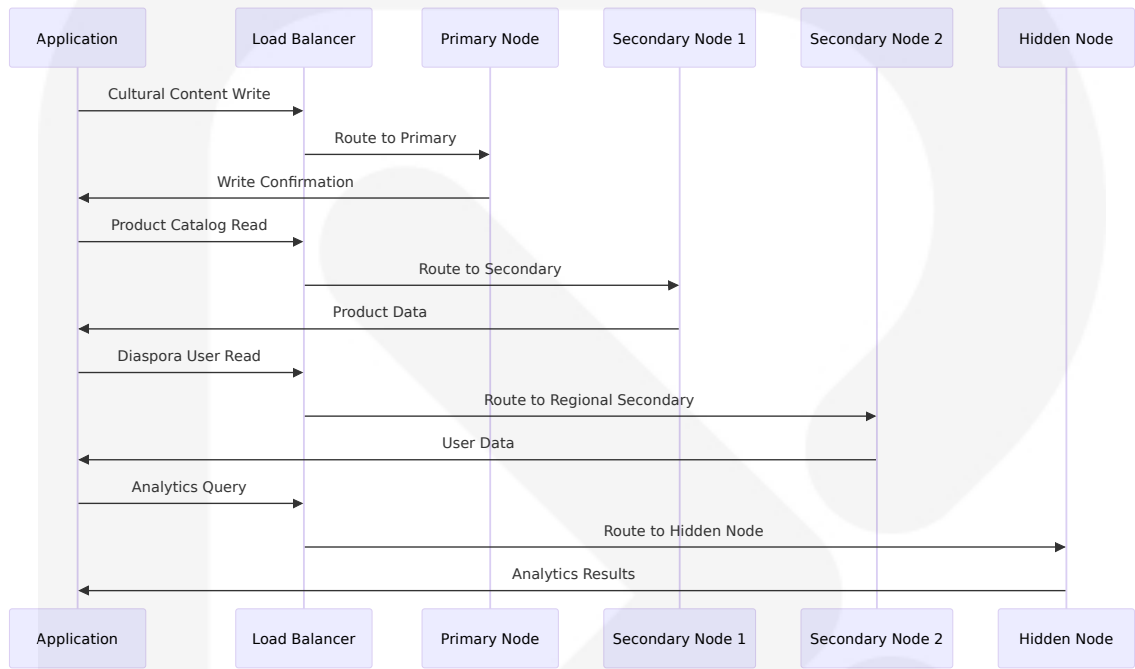 Application Load Balancer Primary Node Secondary Node 1 Secondary Node 2 Hidden Node
Cultural Content Write
Route to Primary
Write Confirmation
Product Catalog Read
Route to Secondary
Product Data
Diaspora User Read
Route to Regional Secondary
User Data
Analytics Query
Route to Hidden Node
Analytics Results
Application Load Balancer Primary Node Secondary Node 1 Secondary Node 2 Hidden Node